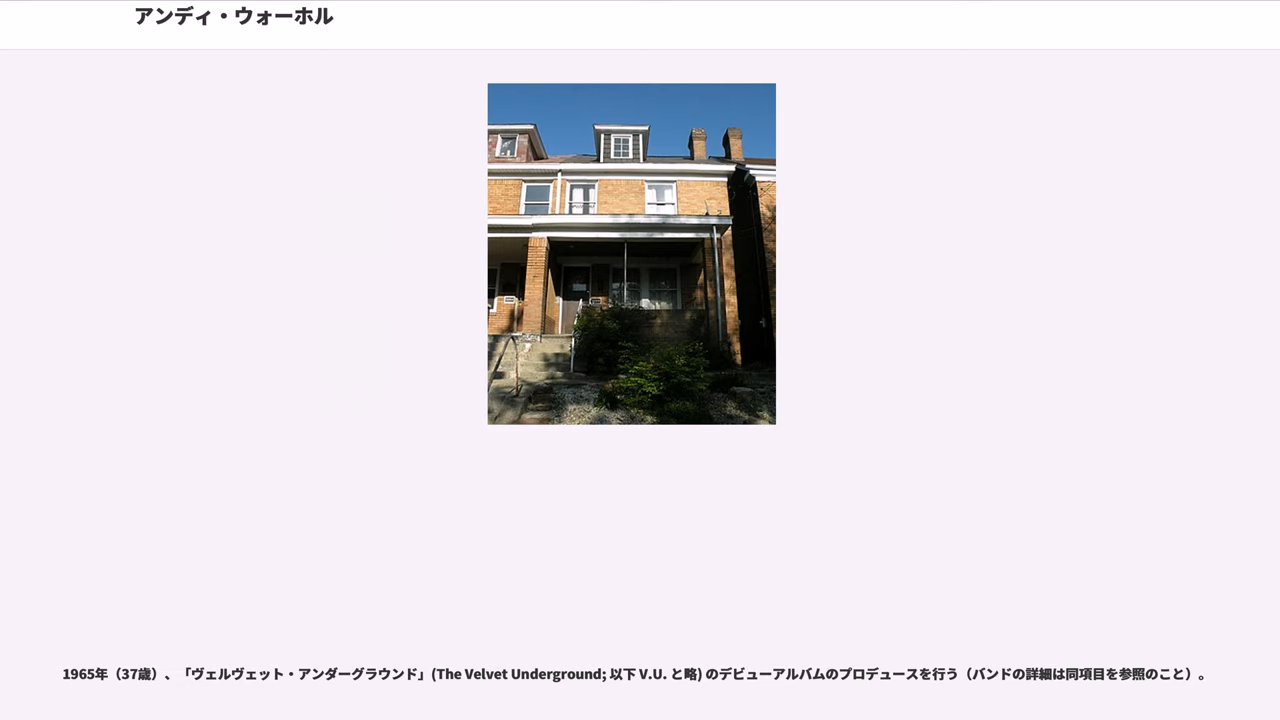 アンディ・ウォーホル
1965年（37歳）、「ヴェルヴェット・アンダーグラウンド」(The Velvet Underground; 以下 V.U. と略) のデビューアルバムのプロデュースを行う（バンドの詳細は同項目を参照のこと）。